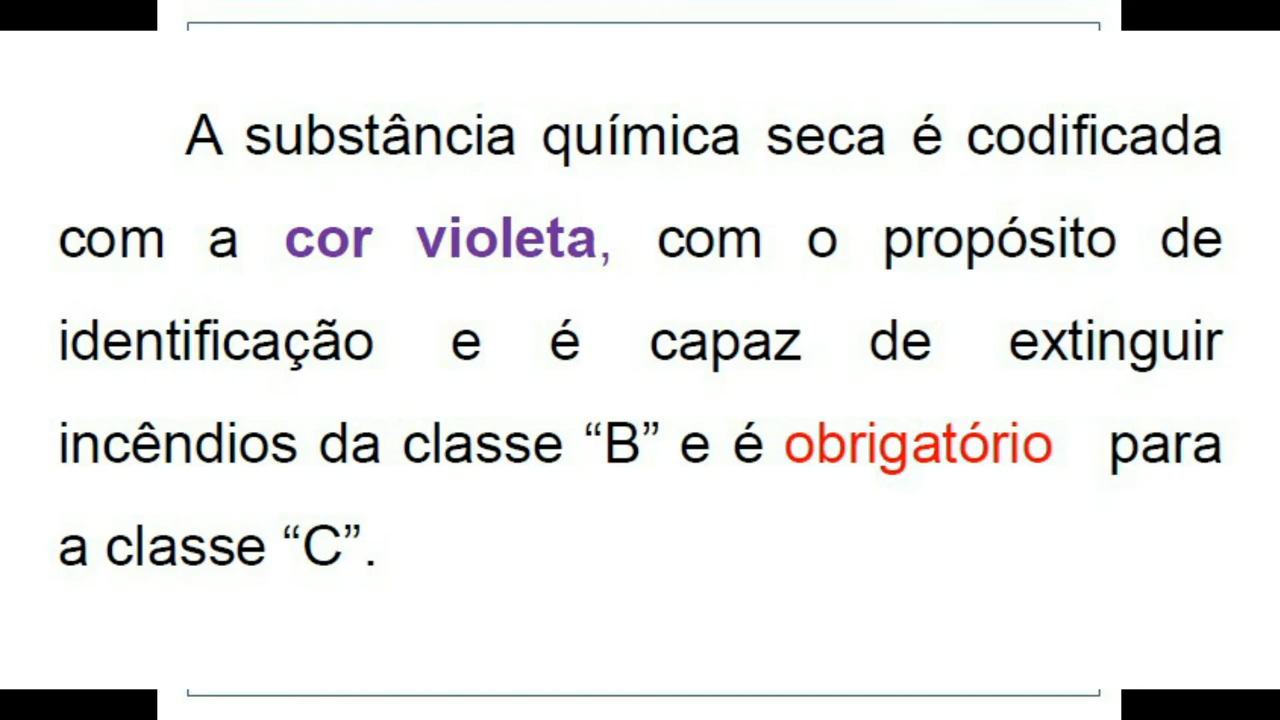 A substância química seca é codificada
com a cor violeta, com o propósito de
identificação e é capaz de extinguir
incêndios da classe “B” e é obrigatório para
a classe “C”.